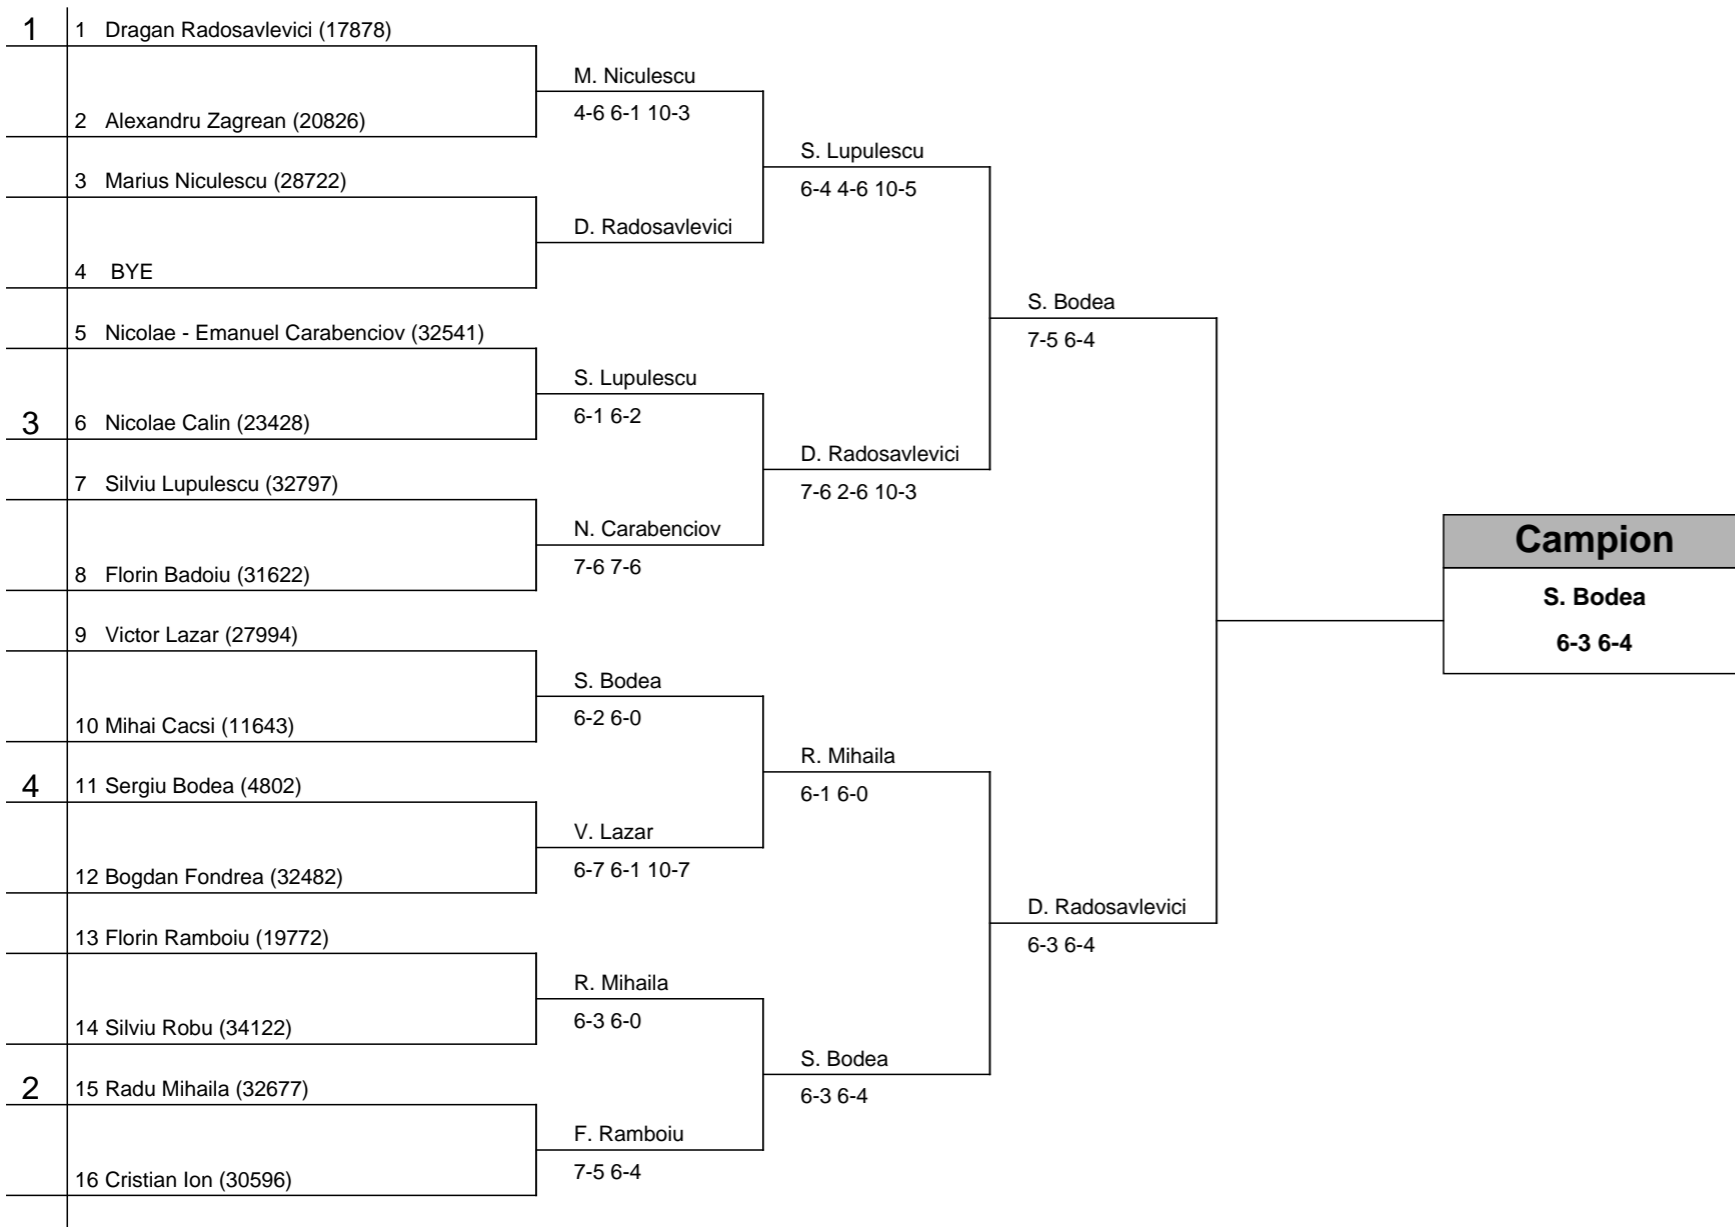 1 1 Dragan Radosavlevici (17878)
M. Niculescu
2 Alexandru Zagrean (20826)
4-6 6-1 10-3
S. Lupulescu
3 Marius Niculescu (28722)
6-4 4-6 10-5
D. Radosavlevici
4 BYE
S. Bodea
5 Nicolae - Emanuel Carabenciov (32541)
7-5 6-4
S. Lupulescu
3 6 Nicolae Calin (23428)
6-1 6-2
D. Radosavlevici
7 Silviu Lupulescu (32797)
7-6 2-6 10-3
N. Carabenciov
8 Florin Badoiu (31622)
7-6 7-6
Campion
S. Bodea
6-3 6-4
9 Victor Lazar (27994)
S. Bodea
10 Mihai Cacsi (11643)
6-2 6-0
R. Mihaila
4 11 Sergiu Bodea (4802)
6-1 6-0
V. Lazar
12 Bogdan Fondrea (32482)
6-7 6-1 10-7
D. Radosavlevici
13 Florin Ramboiu (19772)
6-3 6-4
R. Mihaila
14 Silviu Robu (34122)
6-3 6-0
S. Bodea
2 15 Radu Mihaila (32677)
6-3 6-4
F. Ramboiu
16 Cristian Ion (30596)
7-5 6-4